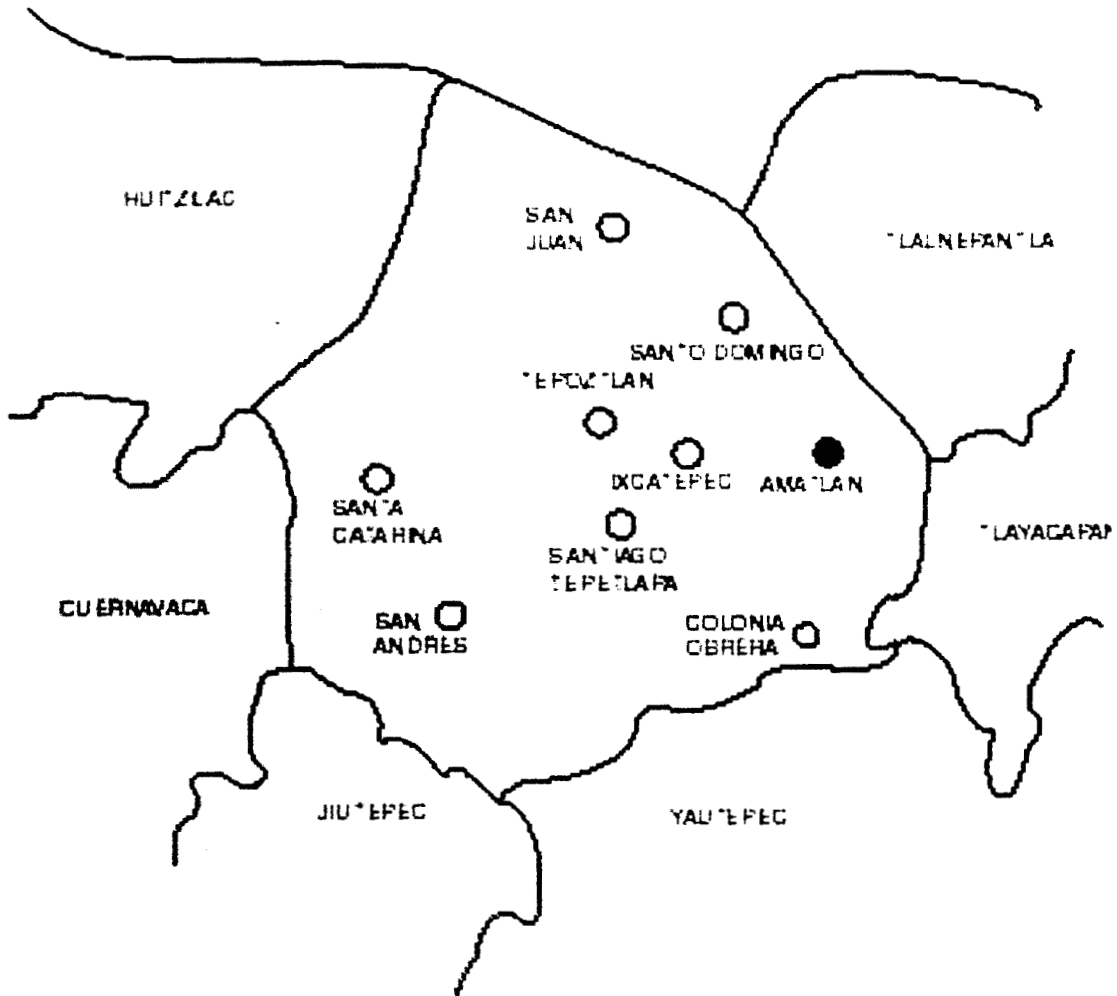 HUTZLAC
SAN
JUAN
TLALNEPANTLA
SANTO DOMINGO
TEPOZTLAN
IXCATEPEC
AMATLAN
SANTA
CATARINA
SANTIAGO
TEPETLAPA
TLAYACAPAN
CUERNAVACA
SAN
ANDRES
COLONIA
OBRERA
JIUTEPEC
YAUTEPEC